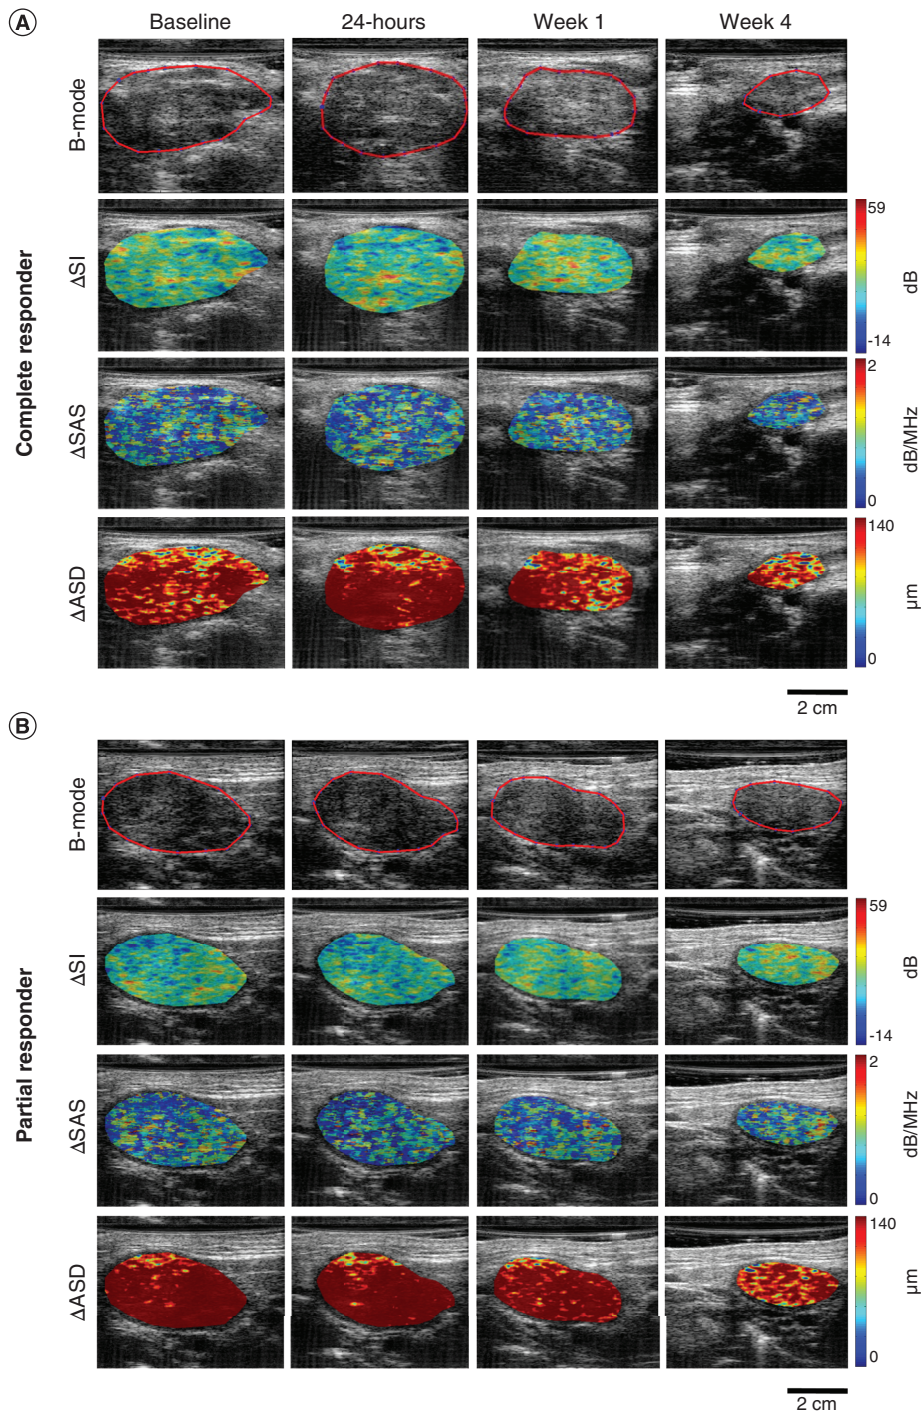 A
Baseline 24-hours Week 1 Week 4
Complete responder
B-mode
ΔSI
59
dB
-14
ΔSAS
2
dB/MHz
0
ΔASD
140
µm
0
2 cm
B
Partial responder
B-mode
ΔSI
59
dB
-14
ΔSAS
2
dB/MHz
0
ΔASD
140
µm
0
2 cm